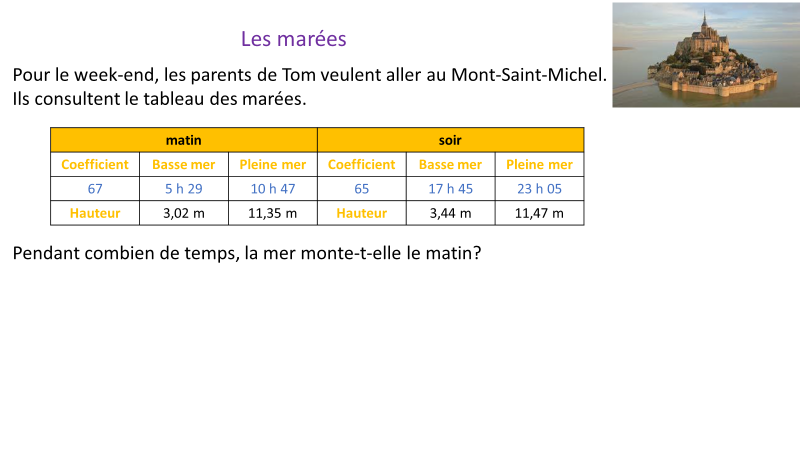 Les marées
Pour le week-end, les parents de Tom veulent aller au Mont-Saint-Michel.
Ils consultent le tableau des marées.
matin soir
Coefficient Basse mer Pleine mer Coefficient Basse mer Pleine mer
67 5 h 29 10 h 47 65 17 h 45 23 h 05
Hauteur 3,02 m 11,35 m Hauteur 3,44 m 11,47 m
Pendant combien de temps, la mer monte-t-elle le matin?